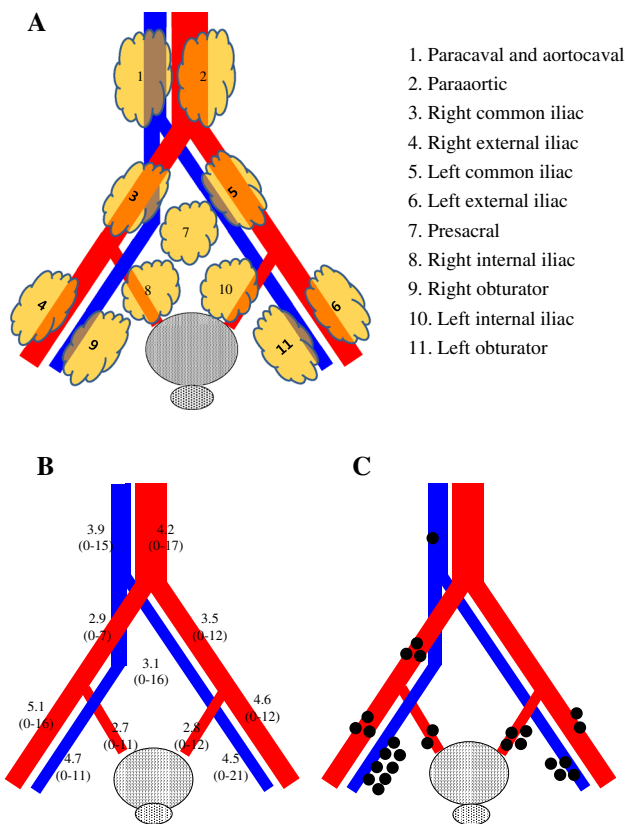 A
1
2
3
5
7
8
10
4
6
9
11
1. Paracaval and aortocaval
2. Paraaortic
3. Right common iliac
4. Right external iliac
5. Left common iliac
6. Left external iliac
7. Presacral
8. Right internal iliac
9. Right obturator
10. Left internal iliac
11. Left obturator
B
3.9
(0-15)
4.2
(0-17)
2.9
(0-7)
3.5
(0-12)
3.1
(0-16)
5.1
(0-16)
4.6
(0-12)
2.7
(0-11)
2.8
(0-12)
4.7
(0-11)
4.5
(0-21)
C